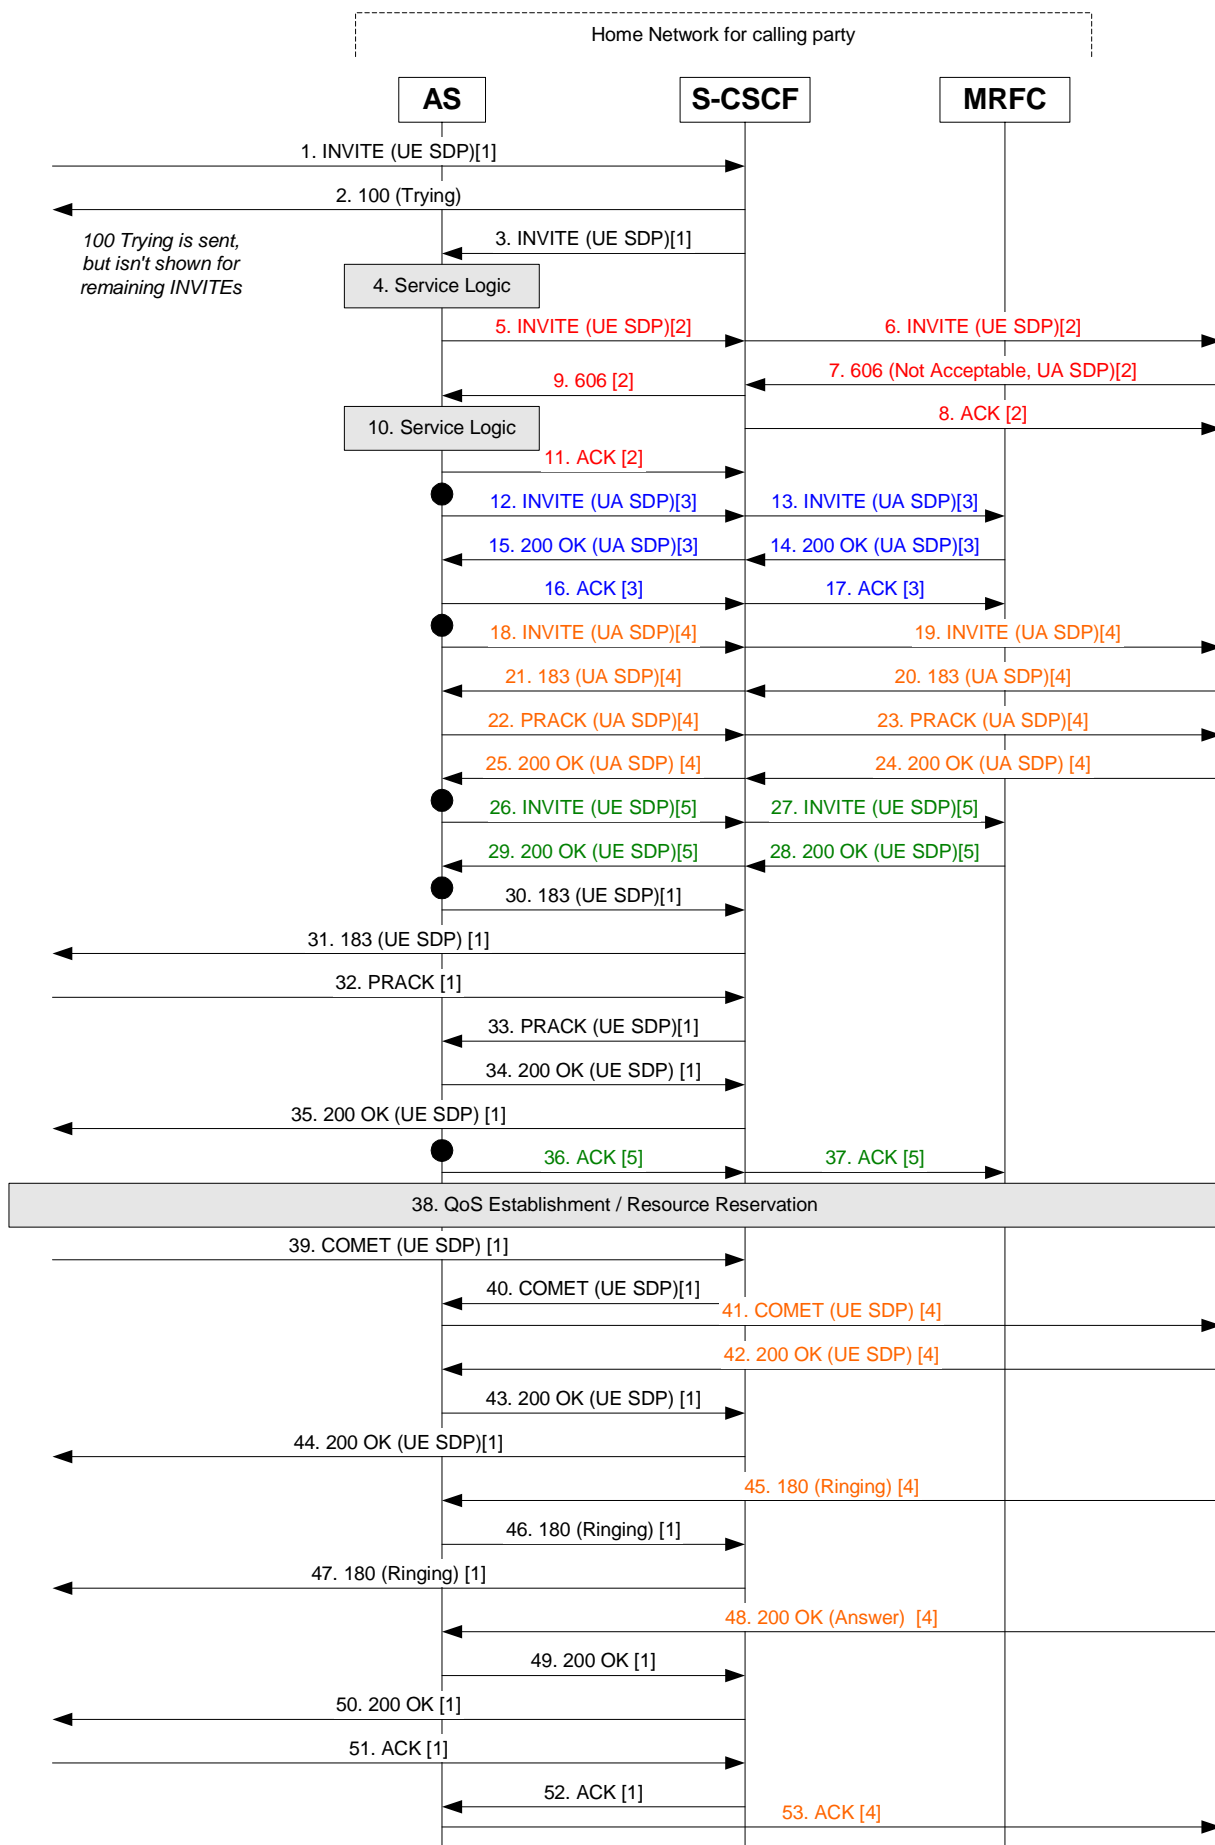 Home Network for calling party
AS
S-CSCF
MRFC
1. INVITE (UE SDP)[1]
2. 100 (Trying)
100 Trying is sent,
but isn't shown for
remaining INVITEs
3. INVITE (UE SDP)[1]
4. Service Logic
5. INVITE (UE SDP)[2]
6. INVITE (UE SDP)[2]
7. 606 (Not Acceptable, UA SDP)[2]
9. 606 [2]
8. ACK [2]
10. Service Logic
11. ACK [2]
12. INVITE (UA SDP)[3]
13. INVITE (UA SDP)[3]
15. 200 OK (UA SDP)[3]
14. 200 OK (UA SDP)[3]
16. ACK [3]
17. ACK [3]
18. INVITE (UA SDP)[4]
19. INVITE (UA SDP)[4]
21. 183 (UA SDP)[4]
20. 183 (UA SDP)[4]
22. PRACK (UA SDP)[4]
23. PRACK (UA SDP)[4]
25. 200 OK (UA SDP) [4]
24. 200 OK (UA SDP) [4]
26. INVITE (UE SDP)[5]
27. INVITE (UE SDP)[5]
29. 200 OK (UE SDP)[5]
28. 200 OK (UE SDP)[5]
30. 183 (UE SDP)[1]
31. 183 (UE SDP) [1]
32. PRACK [1]
33. PRACK (UE SDP)[1]
34. 200 OK (UE SDP) [1]
35. 200 OK (UE SDP) [1]
36. ACK [5]
37. ACK [5]
38. QoS Establishment / Resource Reservation
39. COMET (UE SDP) [1]
40. COMET (UE SDP)[1]
41. COMET (UE SDP) [4]
42. 200 OK (UE SDP) [4]
43. 200 OK (UE SDP) [1]
44. 200 OK (UE SDP)[1]
45. 180 (Ringing) [4]
46. 180 (Ringing) [1]
47. 180 (Ringing) [1]
48. 200 OK (Answer)  [4]
49. 200 OK [1]
50. 200 OK [1]
51. ACK [1]
52. ACK [1]
53. ACK [4]